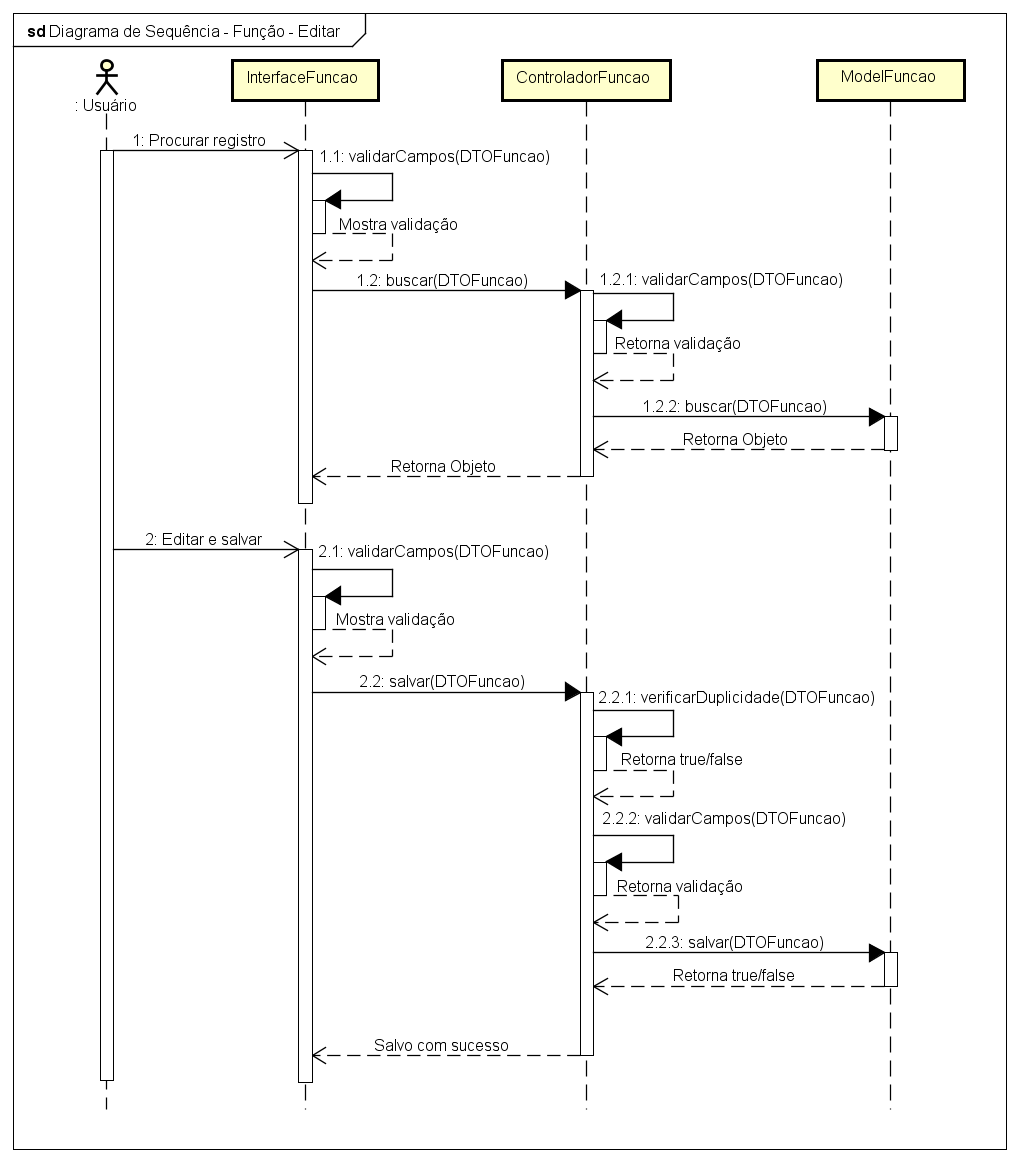 sd Diagrama de Sequência - Função - Editar
: Usuário
InterfaceFuncao
ControladorFuncao
ModelFuncao
1: Procurar registro
1.1: validarCampos(DTOFuncao)
Mostra validação
1.2: buscar(DTOFuncao)
1.2.1: validarCampos(DTOFuncao)
Retorna validação
1.2.2: buscar(DTOFuncao)
Retorna Objeto
Retorna Objeto
2: Editar e salvar
2.1: validarCampos(DTOFuncao)
Mostra validação
2.2: salvar(DTOFuncao)
2.2.1: verificarDuplicidade(DTOFuncao)
Retorna true/false
2.2.2: validarCampos(DTOFuncao)
Retorna validação
2.2.3: salvar(DTOFuncao)
Retorna true/false
Salvo com sucesso